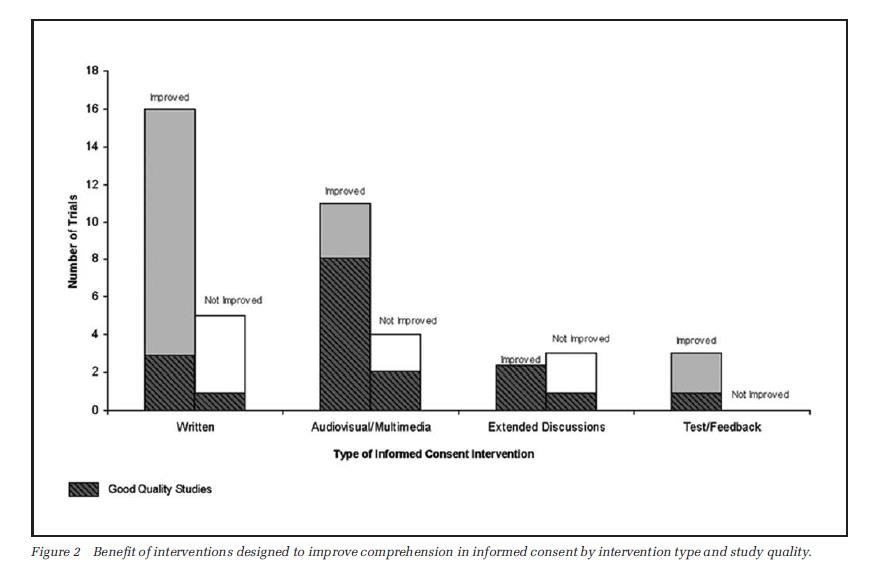 18
Improved
16
14
12
Improved
10
Number of Trials
8
6
Not Improved
Not Improved
4
Not Improved
Improved
Improved
2
Not Improved
0
Written
Audiovisual/Multimedia
Extended Discussions
Test/Feedback
Type of Informed Consent Intervention
Good Quality Studies
Figure 2 Benefit of interventions designed to improve comprehension in informed consent by intervention type and study quality.